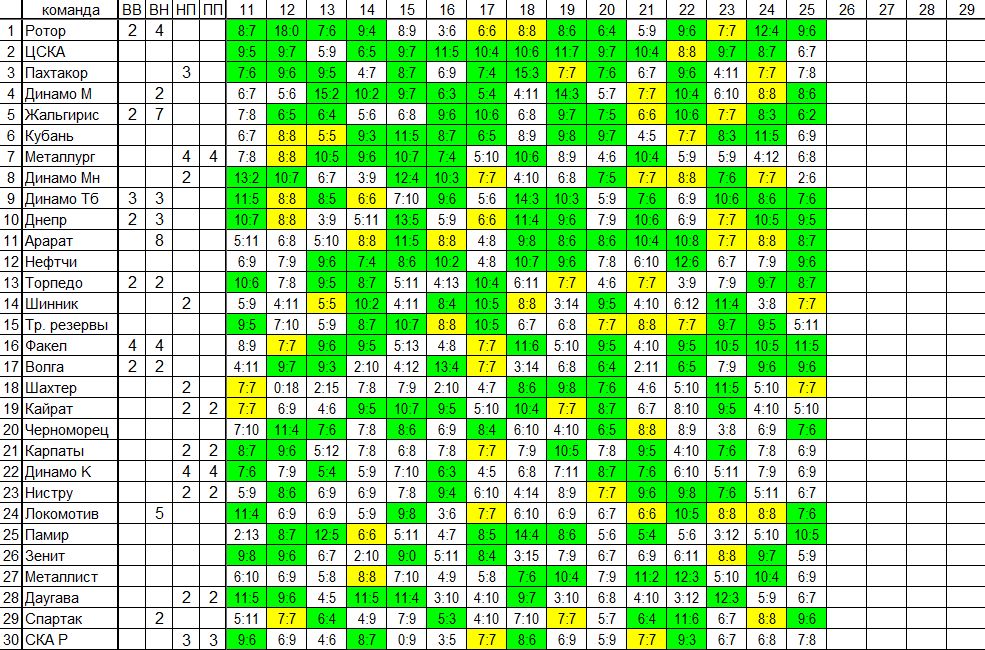 команда ВВ ВН НП ПП 11 12 13 14 15 16 17 18 19 20 21 22 23 24 25 26 27 28 29
1 Ротор 2 4 8:7 18:0 7:6 9:4 8:9 3:6 6:6 8:8 8:6 6:4 5:9 9:6 7:7 12:4 9:6
2 ЦСКА 9:5 9:7 5:9 6:5 9:7 11:5 10:4 10:6 11:7 9:7 10:4 8:8 9:7 8:7 6:7
3 Пахтакор 3 7:6 9:6 9:5 4:7 8:7 6:9 7:4 15:3 7:7 7:6 6:7 9:6 4:11 7:7 7:8
4 Динамо М 2 6:7 5:6 15:2 10:2 9:7 6:3 5:4 4:11 14:3 5:7 7:7 10:4 6:10 8:8 8:6
5 Жальгирис 2 7 7:8 6:5 6:4 5:6 6:8 9:6 10:6 6:8 9:7 7:5 6:6 10:6 7:7 8:3 6:2
6 Кубань 6:7 8:8 5:5 9:3 11:5 8:7 6:5 8:9 9:8 9:7 4:5 7:7 8:3 11:5 6:9
7 Металлург 4 4 7:8 8:8 10:5 9:6 10:7 7:4 5:10 10:6 8:9 4:6 10:4 5:9 5:9 4:12 6:8
8 Динамо Мн 2 13:2 10:7 6:7 3:9 12:4 10:3 7:7 4:10 6:8 7:5 7:7 8:8 7:6 7:7 2:6
9 Динамо Тб 3 3 11:5 8:8 8:5 6:6 7:10 9:6 5:6 14:3 10:3 5:9 7:6 6:9 10:6 8:6 7:6
10 Днепр 2 3 10:7 8:8 3:9 5:11 13:5 5:9 6:6 11:4 9:6 7:9 10:6 6:9 7:7 10:5 9:5
11 Арарат 8 5:11 6:8 5:10 8:8 11:5 8:8 4:8 9:8 8:6 8:6 10:4 10:8 7:7 8:8 8:7
12 Нефтчи 6:9 7:9 9:6 7:4 8:6 10:2 4:8 10:7 9:6 7:8 6:10 12:6 6:7 7:9 9:6
13 Торпедо 2 2 10:6 7:8 9:5 8:7 5:11 4:13 10:4 6:11 7:7 4:6 7:7 3:9 7:9 9:7 8:7
14 Шинник 2 5:9 4:11 5:5 10:2 4:11 8:4 10:5 8:8 3:14 9:5 4:10 6:12 11:4 3:8 7:7
15 Тр. резервы 9:5 7:10 5:9 8:7 10:7 8:8 10:5 6:7 6:8 7:7 8:8 7:7 9:7 9:5 5:11
16 Факел 4 4 8:9 7:7 9:6 9:5 5:13 4:8 7:7 11:6 5:10 9:5 4:10 9:5 10:5 10:5 11:5
17 Волга 2 2 4:11 9:7 9:3 2:10 4:12 13:4 7:7 3:14 6:8 6:4 2:11 6:5 7:9 9:6 9:6
18 Шахтер 2 7:7 0:18 2:15 7:8 7:9 2:10 4:7 8:6 9:8 7:6 4:6 5:10 11:5 5:10 7:7
19 Кайрат 2 2 7:7 6:9 4:6 9:5 10:7 9:5 5:10 10:4 7:7 8:7 6:7 8:10 9:5 4:10 5:10
20 Черноморец 7:10 11:4 7:6 7:8 8:6 6:9 8:4 6:10 4:10 6:5 8:8 8:9 3:8 6:9 7:6
21 Карпаты 2 2 8:7 9:6 5:12 7:8 6:8 7:8 7:7 7:9 10:5 7:8 9:5 4:10 7:6 7:8 6:9
22 Динамо К 4 4 7:6 7:9 5:4 5:9 7:10 6:3 4:5 6:8 7:11 8:7 7:6 6:10 5:11 7:9 6:9
23 Нистру 2 2 5:9 8:6 6:9 6:9 7:8 9:4 6:10 4:14 8:9 7:7 9:6 9:8 7:6 5:11 6:7
24 Локомотив 5 11:4 6:9 6:9 5:9 9:8 3:6 7:7 6:10 6:9 6:7 6:6 10:5 8:8 8:8 7:6
25 Памир 2:13 8:7 12:5 6:6 5:11 4:7 8:5 14:4 8:6 5:6 5:4 5:6 3:12 5:10 10:5
26 Зенит 9:8 9:6 6:7 2:10 9:0 5:11 8:4 3:15 7:9 6:7 6:9 6:11 8:8 9:7 5:9
27 Металлист 6:10 6:9 5:8 8:8 7:10 4:9 5:8 7:6 10:4 7:9 11:2 12:3 5:10 10:4 6:9
28 Даугава 2 2 11:5 9:6 4:5 11:5 11:4 3:10 4:10 9:7 3:10 6:8 4:10 3:12 12:3 5:9 6:7
29 Спартак 2 5:11 7:7 6:4 4:9 7:9 5:3 4:10 7:10 7:7 5:7 6:4 11:6 6:7 8:8 9:6
30 СКА Р 3 3 9:6 6:9 4:6 8:7 0:9 3:5 7:7 8:6 6:9 5:9 7:7 9:3 6:7 6:8 7:8